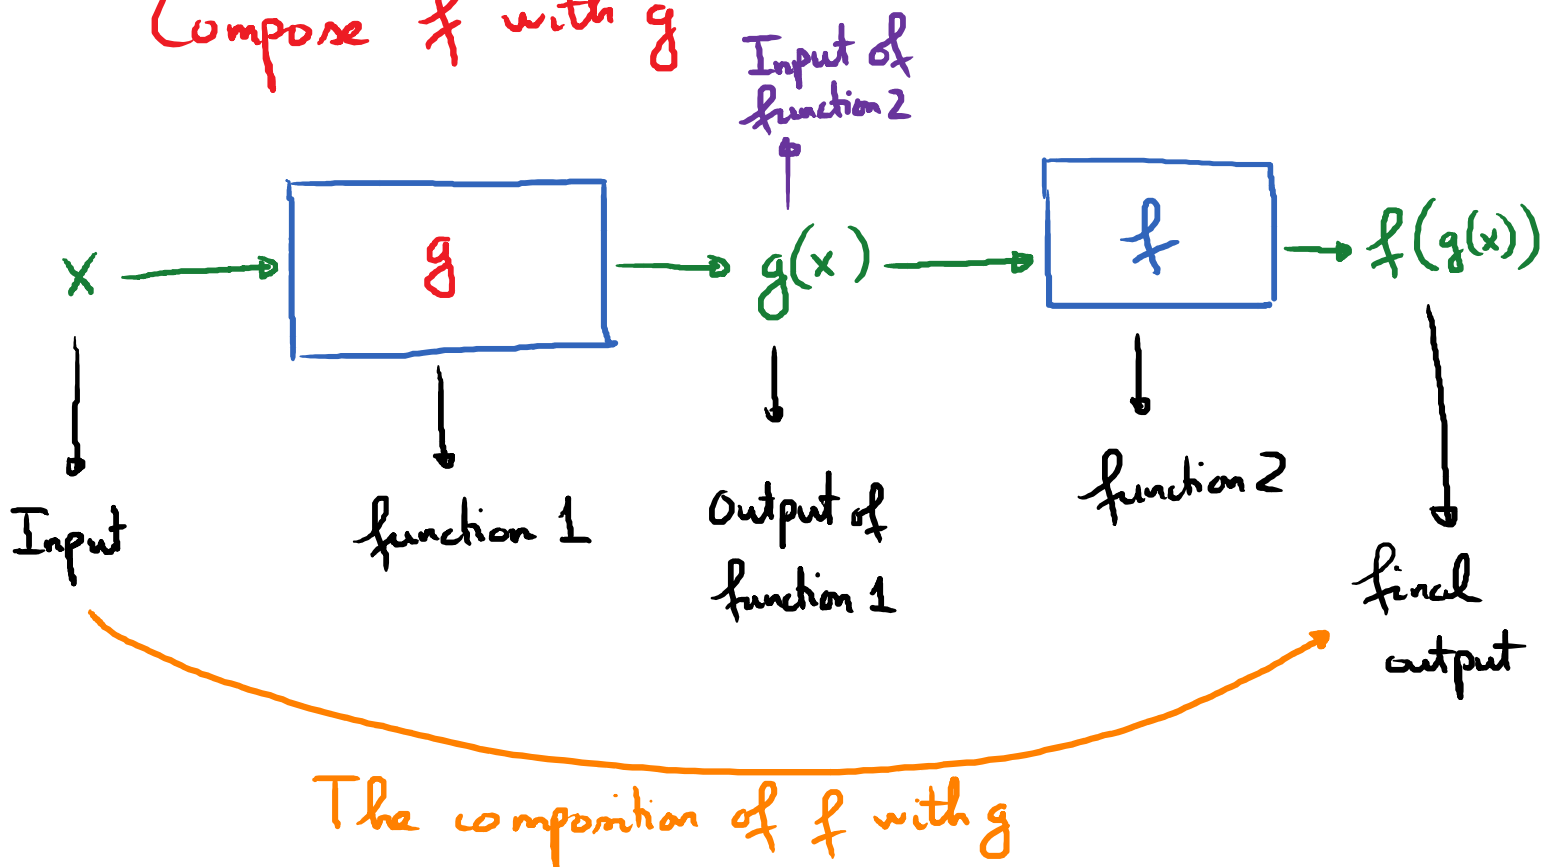 Compose f with g
Input of
function 2
x
g
g(x)
f
f(g(x))
Input
function 1
Output of
function 1
function 2
final
output
The composition of f with g